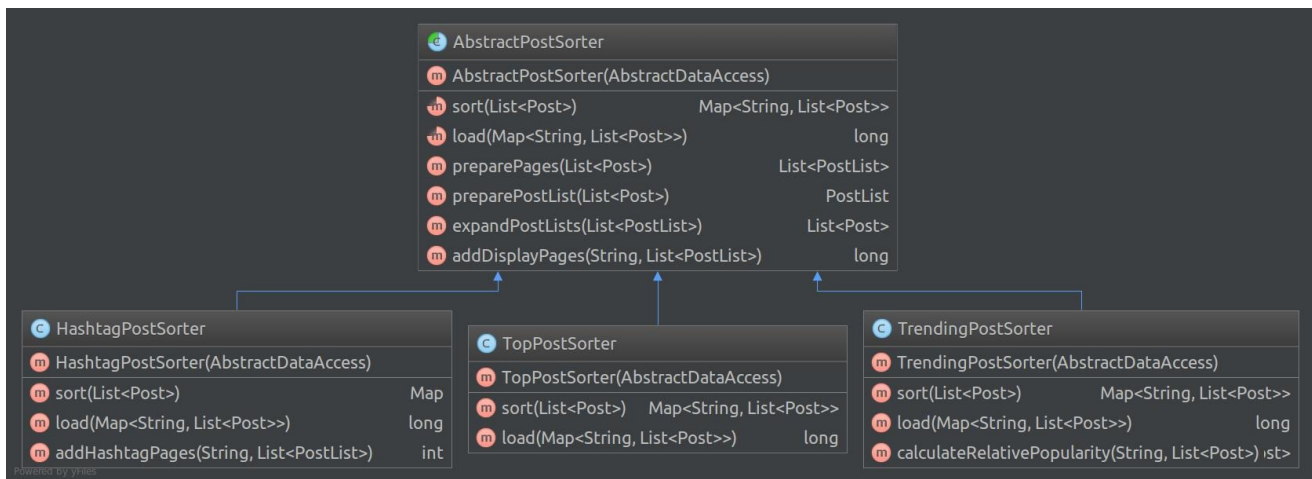 AbstractPostSorter
AbstractPostSorter(AbstractDataAccess)
sort(List<Post>) Map<String, List<Post>>
load(Map<String, List<Post>>) long
preparePages(List<Post>) List<PostList>
preparePostList(List<Post>) PostList
expandPostLists(List<PostList>) List<Post>
addDisplayPages(String, List<PostList>) long
HashtagPostSorter
HashtagPostSorter(AbstractDataAccess)
sort(List<Post>) Map
load(Map<String, List<Post>>) long
addHashtagPages(String, List<PostList>) int
TopPostSorter
TopPostSorter(AbstractDataAccess)
sort(List<Post>) Map<String, List<Post>>
load(Map<String, List<Post>>) long
TrendingPostSorter
TrendingPostSorter(AbstractDataAccess)
sort(List<Post>) Map<String, List<Post>>
load(Map<String, List<Post>>) long
calculateRelativePopularity(String, List<Post>) ost>
Powered by yFiles